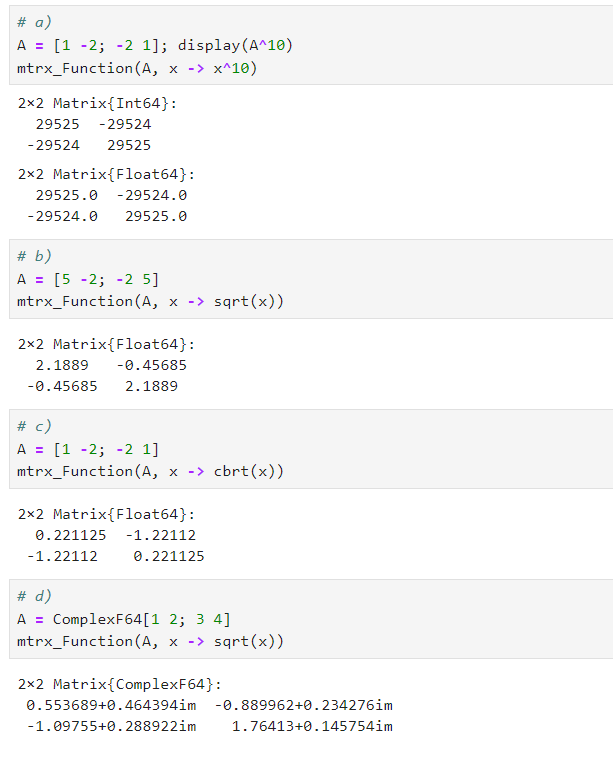 # a)
A = [1 -2; -2 1]; display(A^10)
mtrx_Function(A, x -> x^10)
2×2 Matrix{Int64}:
29525 -29524
-29524 29525
2×2 Matrix{Float64}:
29525.0 -29524.0
-29524.0 29525.0
# b)
A = [5 -2; -2 5]
mtrx_Function(A, x -> sqrt(x))
2×2 Matrix{Float64}:
2.1889 -0.45685
-0.45685 2.1889
# c)
A = [1 -2; -2 1]
mtrx_Function(A, x -> cbrt(x))
2×2 Matrix{Float64}:
0.221125 -1.22112
-1.22112 0.221125
# d)
A = ComplexF64[1 2; 3 4]
mtrx_Function(A, x -> sqrt(x))
2×2 Matrix{ComplexF64}:
0.553689+0.464394im -0.889962+0.234276im
-1.09755+0.288922im 1.76413+0.145754im